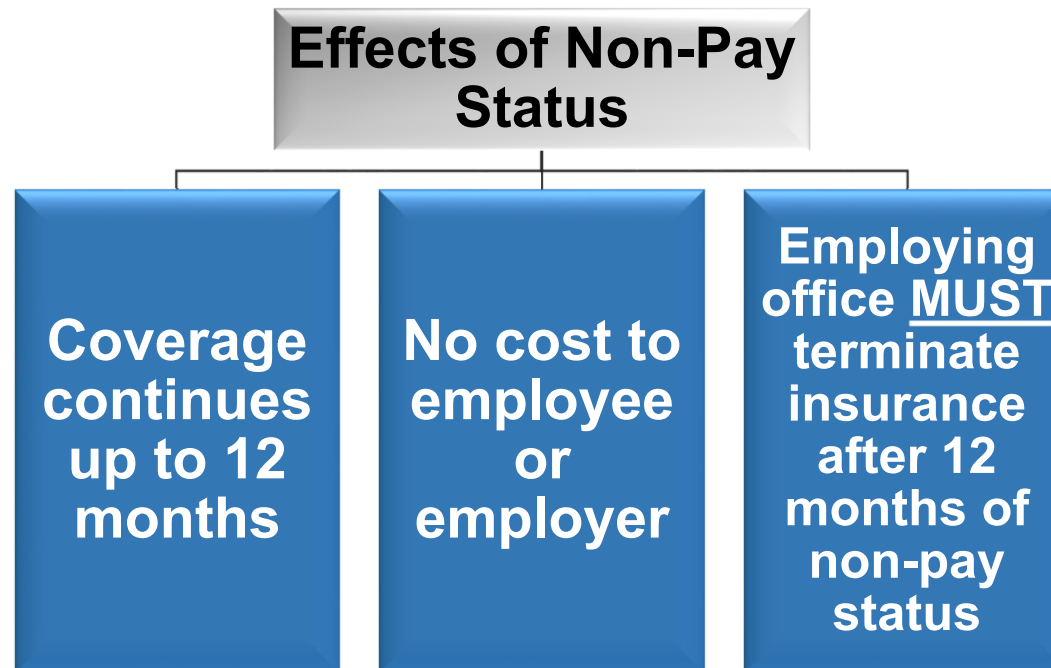 Effects of Non-Pay
Status
Coverage
continues
up to 12
months
No cost to
employee
or
employer
Employing
office MUST
terminate
insurance
after 12
months of
non-pay
status